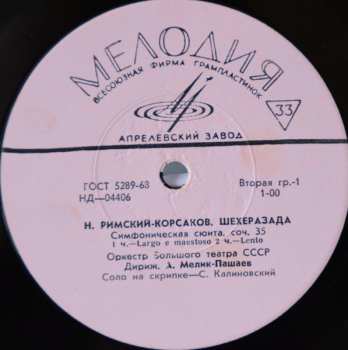 МЕЛОДИЯ
ВСЕСОЮЗНАЯ ФИРМА ГРАМПЛАСТИНОК
33
АПРЕЛЕВСКИЙ ЗАВОД
ГОСТ 5289-68 Вторая гр.-1
НД—04406 1-00
Н. РИМСКИЙ-КОРСАКОВ, ШЕХЕРАЗАДА
Симфоническая сюита, соч. 35
1 ч.—Largo e maestoso 2 ч.—Lento
Оркестр Большого театра СССР
Дириж. А. Мелик-Пашаев
Соло на скрипке—С. Калиновский